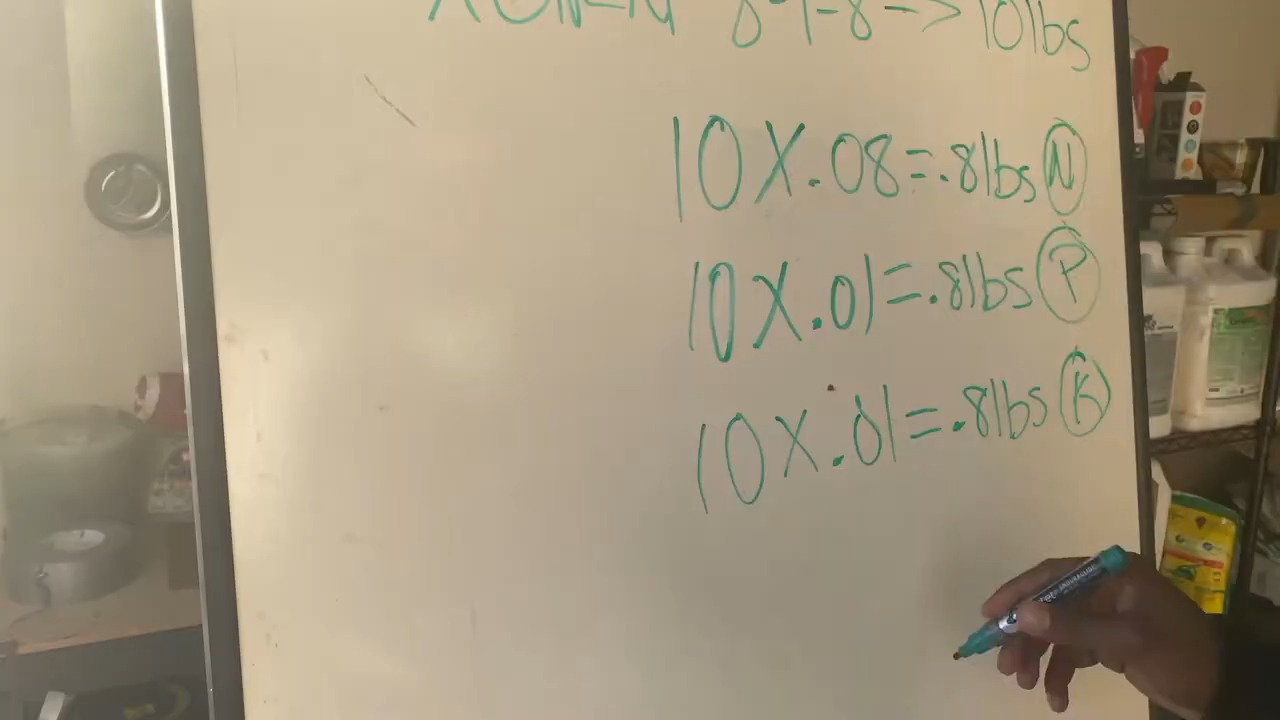 8-1-8 -> 10lbs
10 X .08 = .8lbs N
10 X .01 = .8lbs P
10 X .01 = .8lbs K